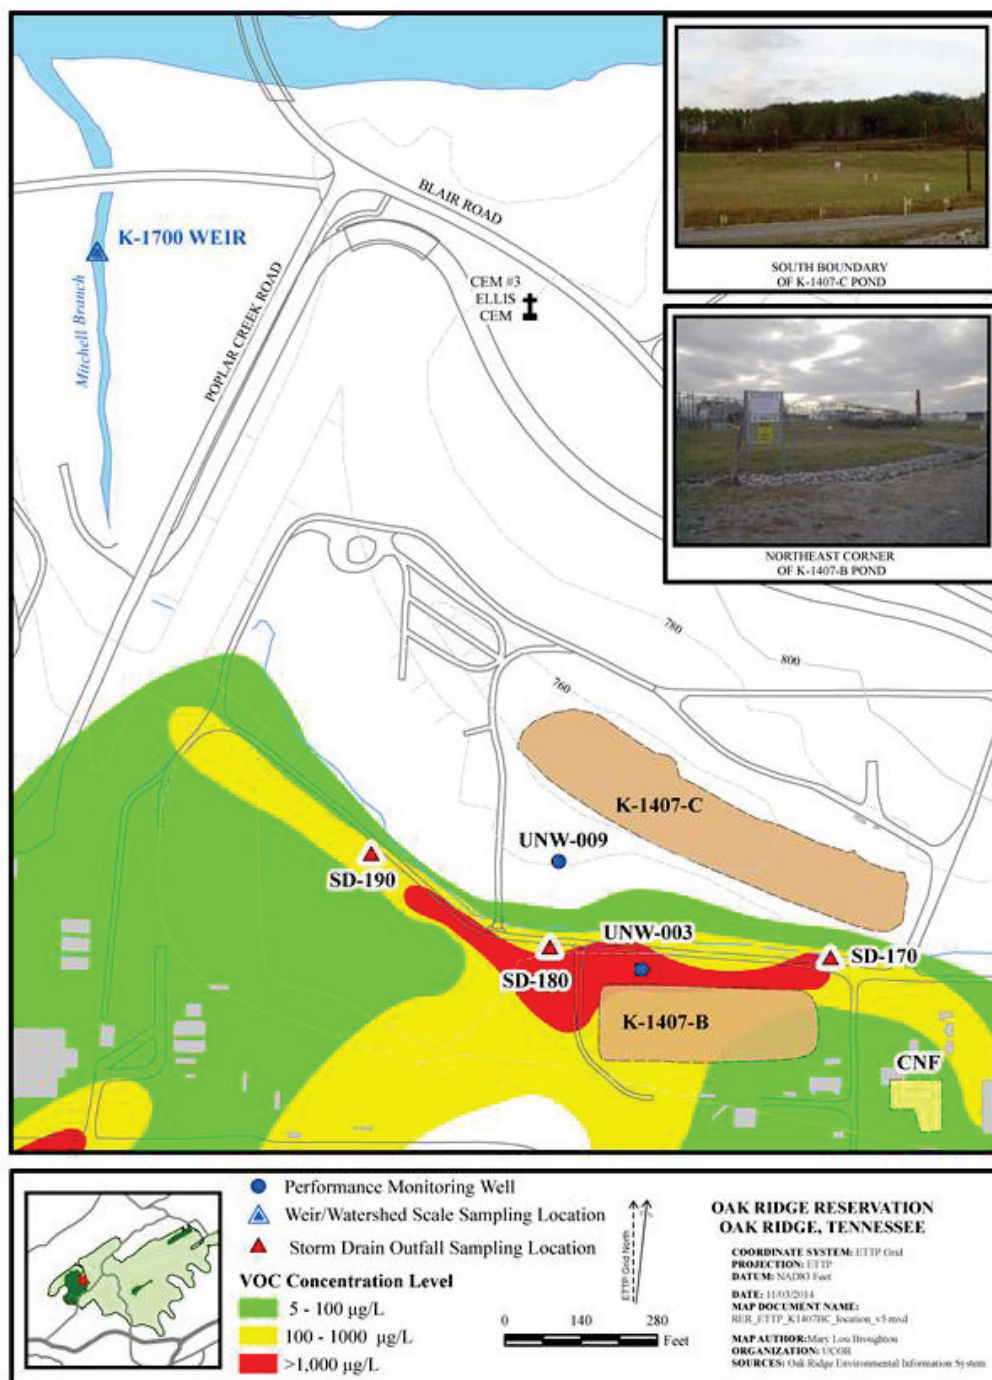 SOUTH BOUNDARY
OF K-1407-C POND
NORTHEAST CORNER
OF K-1407-B POND
BLAIR ROAD
K-1700 WEIR
Mitchell Branch
POPLAR CREEK ROAD
CEM #3
ELLIS
CEM
780
800
760
K-1407-C
UNW-009
SD-190
UNW-003
SD-180
SD-170
K-1407-B
CNF
Performance Monitoring Well
Weir/Watershed Scale Sampling Location
Storm Drain Outfall Sampling Location
VOC Concentration Level
5 - 100 µg/L
100 - 1000 µg/L
>1,000 µg/L
ETTP Grid North
0 140 280
Feet
OAK RIDGE RESERVATION
OAK RIDGE, TENNESSEE
COORDINATE SYSTEM: ETTP Grid
PROJECTION: ETTP
DATUM: NAD83 Feet
DATE: 11/03/2014
MAP DOCUMENT NAME:
RER_ETTP_K1407BC_location_v5.mxd
MAP AUTHOR: Mary Lou Broughton
ORGANIZATION: UCOR
SOURCES: Oak Ridge Environmental Information System